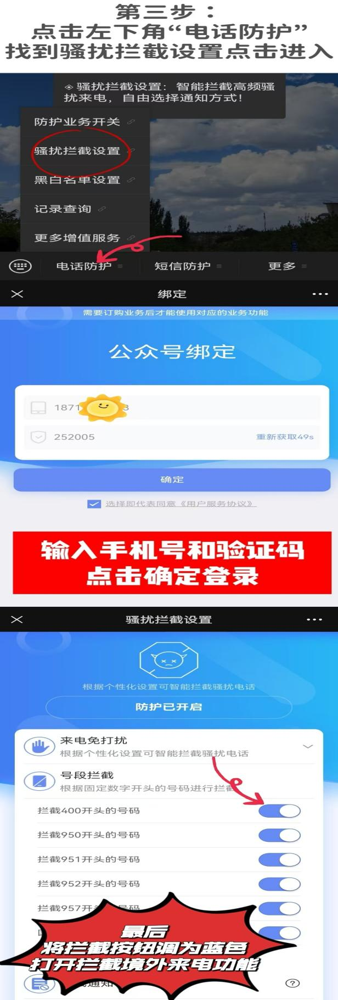 第三步：
点击左下角“电话防护”
找到骚扰拦截设置点击进入
◈ 骚扰拦截设置：智能拦截高频骚
扰来电，自由选择通知方式！
防护业务开关
骚扰拦截设置
黑白名单设置
记录查询
更多增值服务
电话防护
短信防护
更多
绑定
需要订购业务后才能使用对应的业务功能
公众号绑定
1871 3
252005 重新获取49s
确定
选择即代表同意《用户服务协议》
输入手机号和验证码
点击确定登录
骚扰拦截设置
根据个性化设置可智能拦截骚扰电话
防护已开启
来电免打扰
根据个性化设置可智能拦截骚扰电话
号段拦截
根据固定数字开头的号码进行拦截
拦截400开头的号码
拦截950开头的号码
拦截951开头的号码
拦截952开头的号码
拦截957开 号码
最后
将拦截按钮调为蓝色
打开拦截境外来电功能
通知